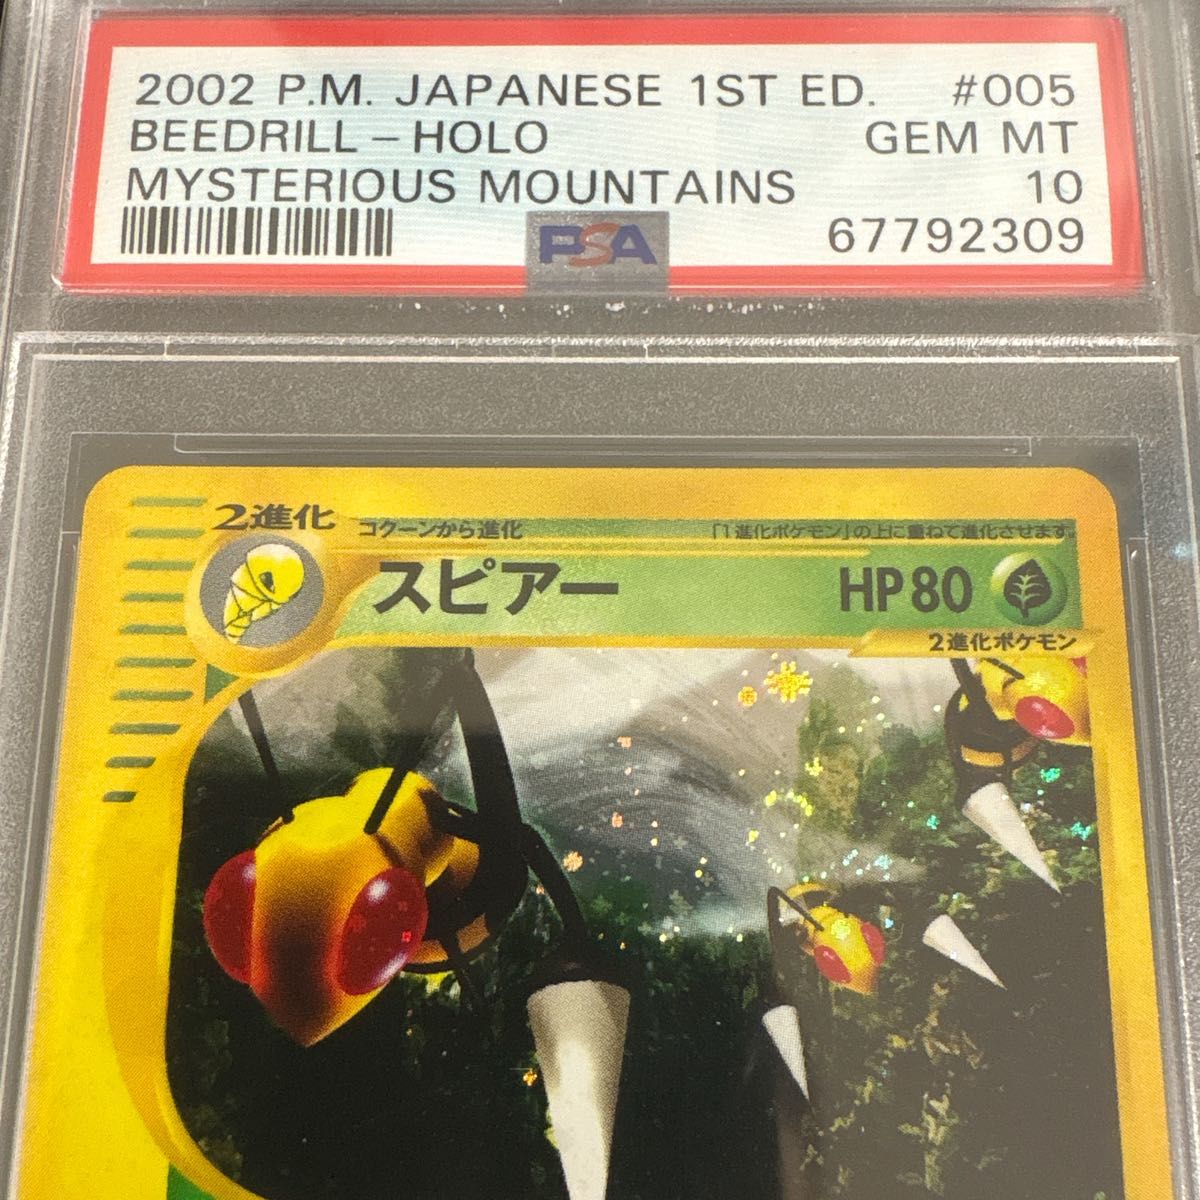 2002 P.M. JAPANESE 1ST ED. #005
BEEDRILL - HOLO GEM MT
MYSTERIOUS MOUNTAINS 10
PSA 67792309
2進化 コクーンから進化 「1進化ポケモン」の上に重ねて進化させます。
スピアー HP80
2進化ポケモン